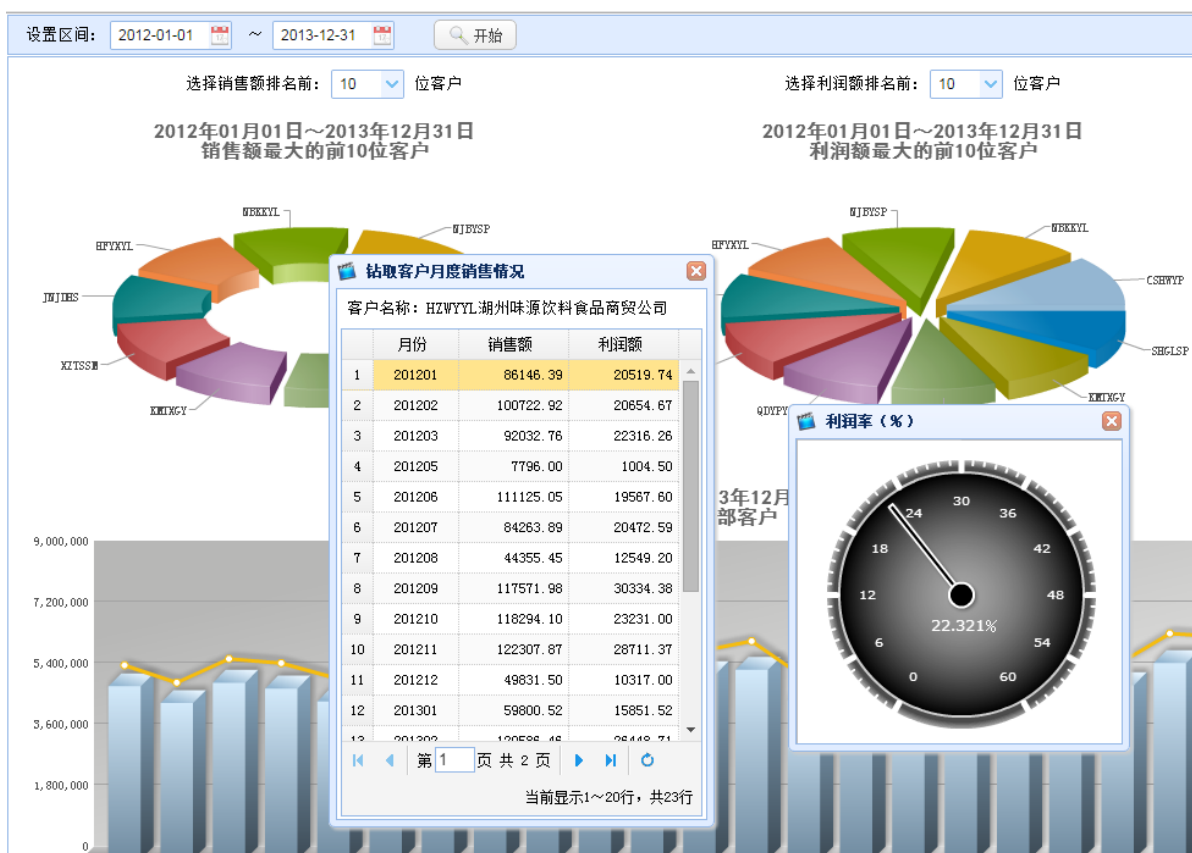 设置区间: 2012-01-01 ~ 2013-12-31 开始
选择销售额排名前: 10 位客户
选择利润额排名前: 10 位客户
2012年01月01日～2013年12月31日
销售额最大的前10位客户
2012年01月01日～2013年12月31日
利润额最大的前10位客户
NBKKYL
NJBYSP
HFYXYL
JNJDHS
XZTSSM
KMTXGY
NJBYSP
NBKKYL
HFYXYL
CSHWYP
SHGLSP
KMTXGY
QDYPY
钻取客户月度销售情况
客户名称: HZWYYL湖州味源饮料食品商贸公司
月份 销售额 利润额
1 201201 86146.39 20519.74
2 201202 100722.92 20654.67
3 201203 92032.76 22316.26
4 201205 7796.00 1004.50
5 201206 111125.05 19567.60
6 201207 84263.89 20472.59
7 201208 44355.45 12549.20
8 201209 117571.98 30334.38
9 201210 118294.10 23231.00
10 201211 122307.87 28711.37
11 201212 49831.50 10317.00
12 201301 59800.52 15851.52
13 201302 120586.46 26448.71
第 1 页 共 2 页
当前显示1～20行，共23行
利润率（%）
0 6 12 18 24 30 36 42 48 54 60
22.321%
3年12月
部客户
9,000,000
7,200,000
5,400,000
3,600,000
1,800,000
0